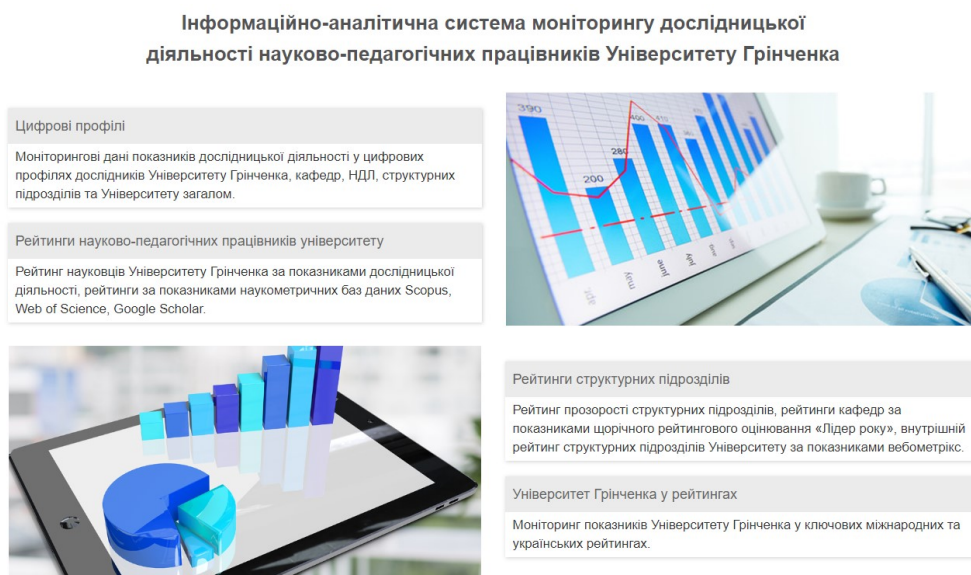 Інформаційно-аналітична система моніторингу дослідницької
діяльності науково-педагогічних працівників Університету Грінченка
Цифрові профілі
Моніторингові дані показників дослідницької діяльності у цифрових
профілях дослідників Університету Грінченка, кафедр, НДЛ, структурних
підрозділів та Університету загалом.
Рейтинги науково-педагогічних працівників університету
Рейтинг науковців Університету Грінченка за показниками дослідницької
діяльності, рейтинги за показниками наукометричних баз даних Scopus,
Web of Science, Google Scholar.
390
200
280
400
410
apr
may
june
july
Рейтинги структурних підрозділів
Рейтинг прозорості структурних підрозділів, рейтинги кафедр за
показниками щорічного рейтингового оцінювання «Лідер року», внутрішній
рейтинг структурних підрозділів Університету за показниками вебометрікс.
Університет Грінченка у рейтингах
Моніторинг показників Університету Грінченка у ключових міжнародних та
українських рейтингах.